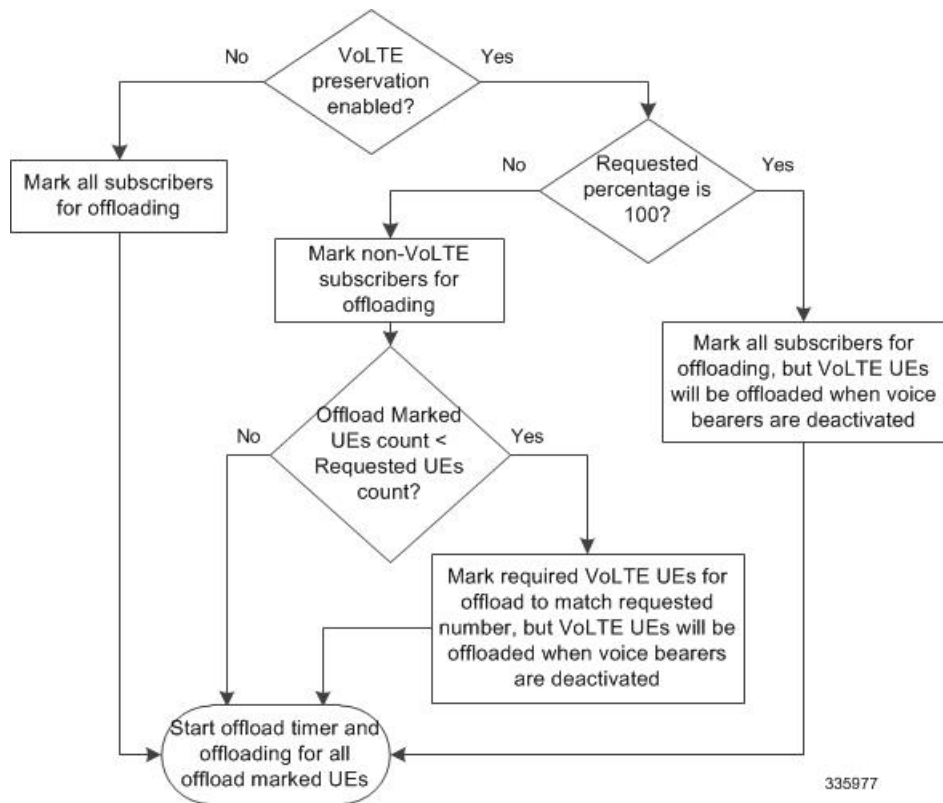 No
VoLTE
preservation
enabled?
Yes
Mark all subscribers
for offloading
No
Requested
percentage is
100?
Yes
Mark non-VoLTE
subscribers for
offloading
Mark all subscribers for
offloading, but VoLTE UEs
will be offloaded when voice
bearers are deactivated
No
Offload Marked
UEs count <
Requested UEs
count?
Yes
Mark required VoLTE UEs for
offload to match requested
number, but VoLTE UEs will be
offloaded when voice bearers
are deactivated
Start offload timer and
offloading for all
offload marked UEs
335977